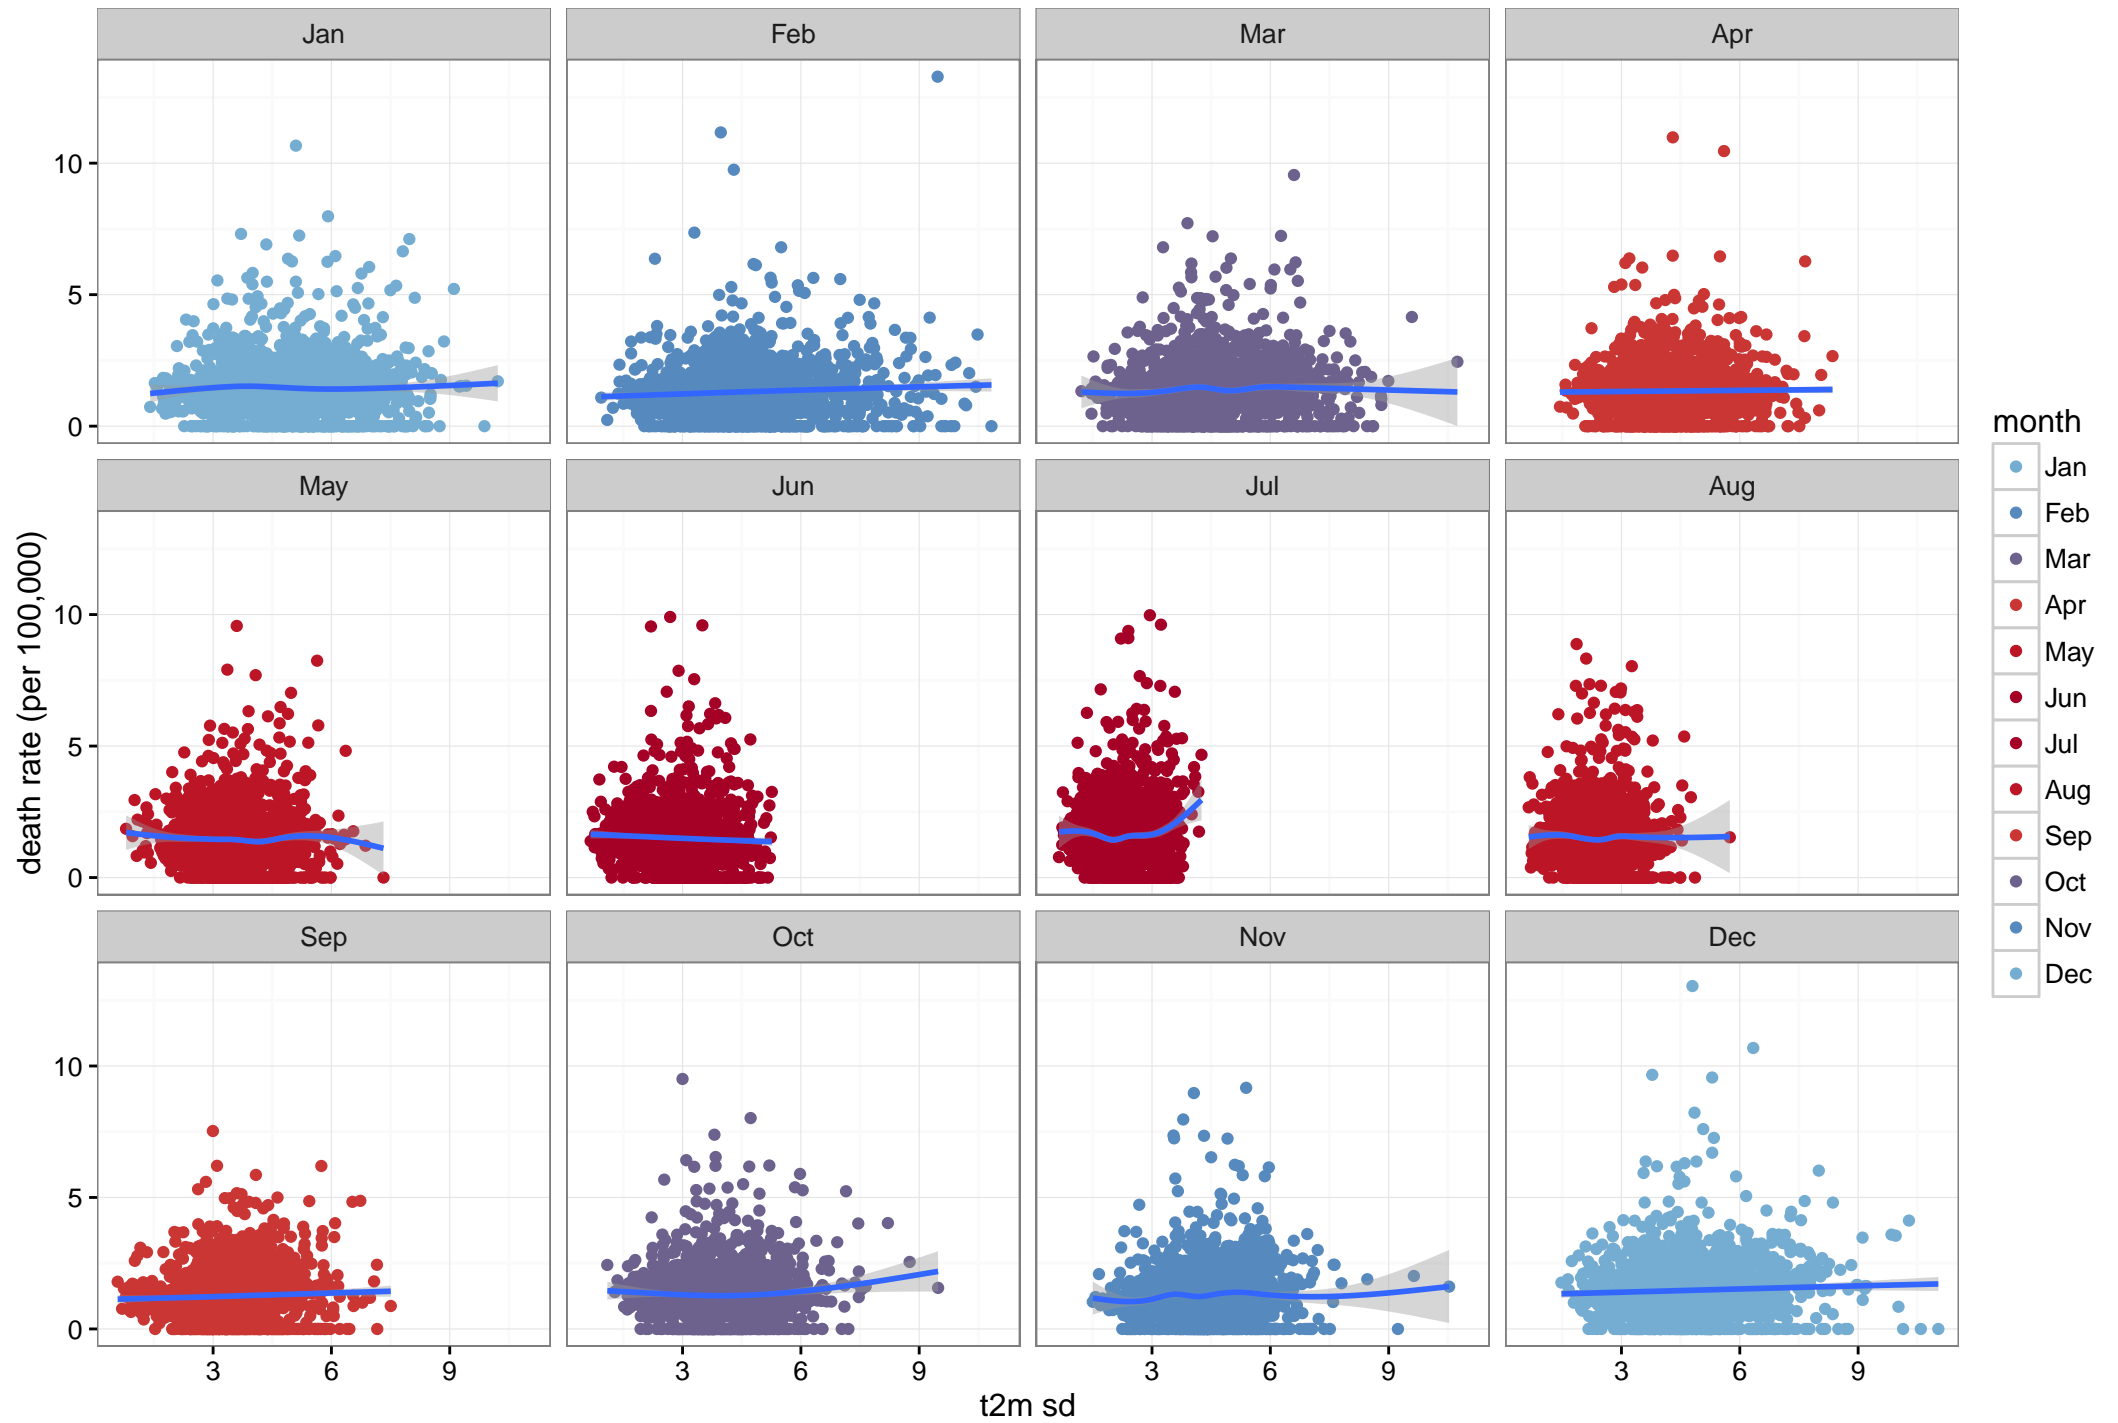 Jan Feb Mar Apr
10
5
0
May Jun Jul Aug
10
5
0
Sep Oct Nov Dec
10
5
0
3 6 9 3 6 9 3 6 9 3 6 9
t2m sd
death rate (per 100,000)
month
Jan
Feb
Mar
Apr
May
Jun
Jul
Aug
Sep
Oct
Nov
Dec